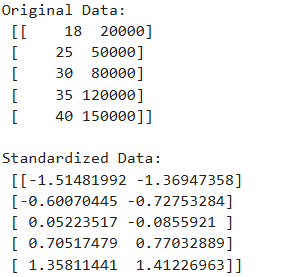 Original Data:
 [[    18  20000]
 [    25  50000]
 [    30  80000]
 [    35 120000]
 [    40 150000]]

Standardized Data:
 [[-1.51481992 -1.36947358]
 [-0.60070445 -0.72753284]
 [ 0.05223517 -0.0855921 ]
 [ 0.70517479  0.77032889]
 [ 1.35811441  1.41226963]]